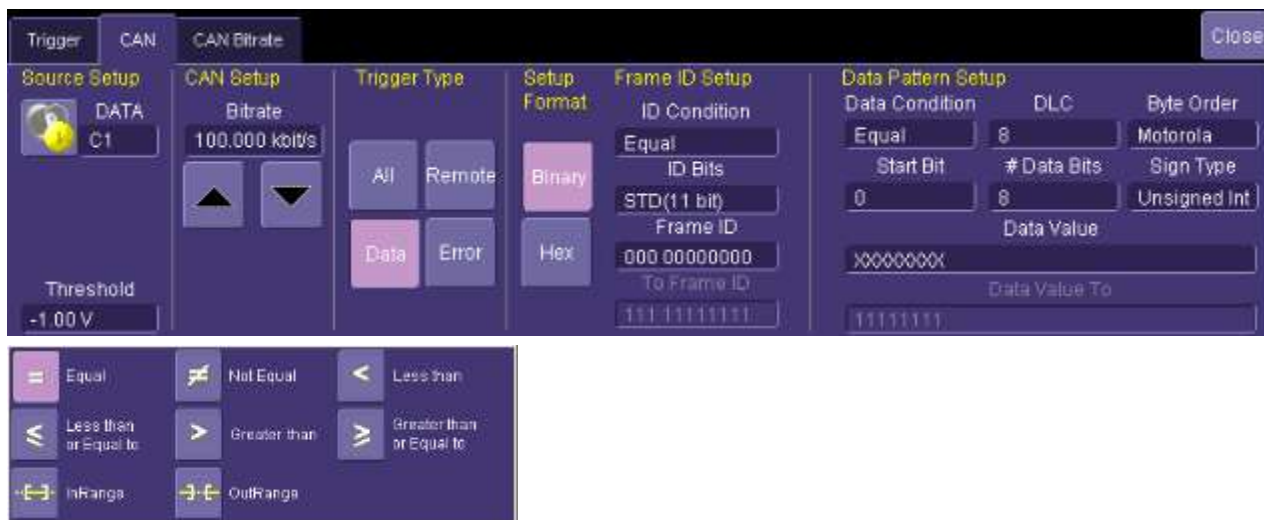 Trigger CAN CAN Bitrate Close
Source Setup CAN Setup Trigger Type Setup Format Frame ID Setup Data Pattern Setup
DATA
C1
Threshold
-1.00 V
Bitrate
100.000 kbit/s
All Remote
Data Error
Binary
Hex
ID Condition
Equal
ID Bits
STD(11 bit)
Frame ID
000 00000000
To Frame ID
111 11111111
Data Condition DLC Byte Order
Equal 8 Motorola
Start Bit # Data Bits Sign Type
0 8 Unsigned Int
Data Value
XXXXXXXX
Data Value To
11111111
= Equal ≠ Not Equal < Less than
≤ Less than or Equal to > Greater than ≥ Greater than or Equal to
InRange OutRange